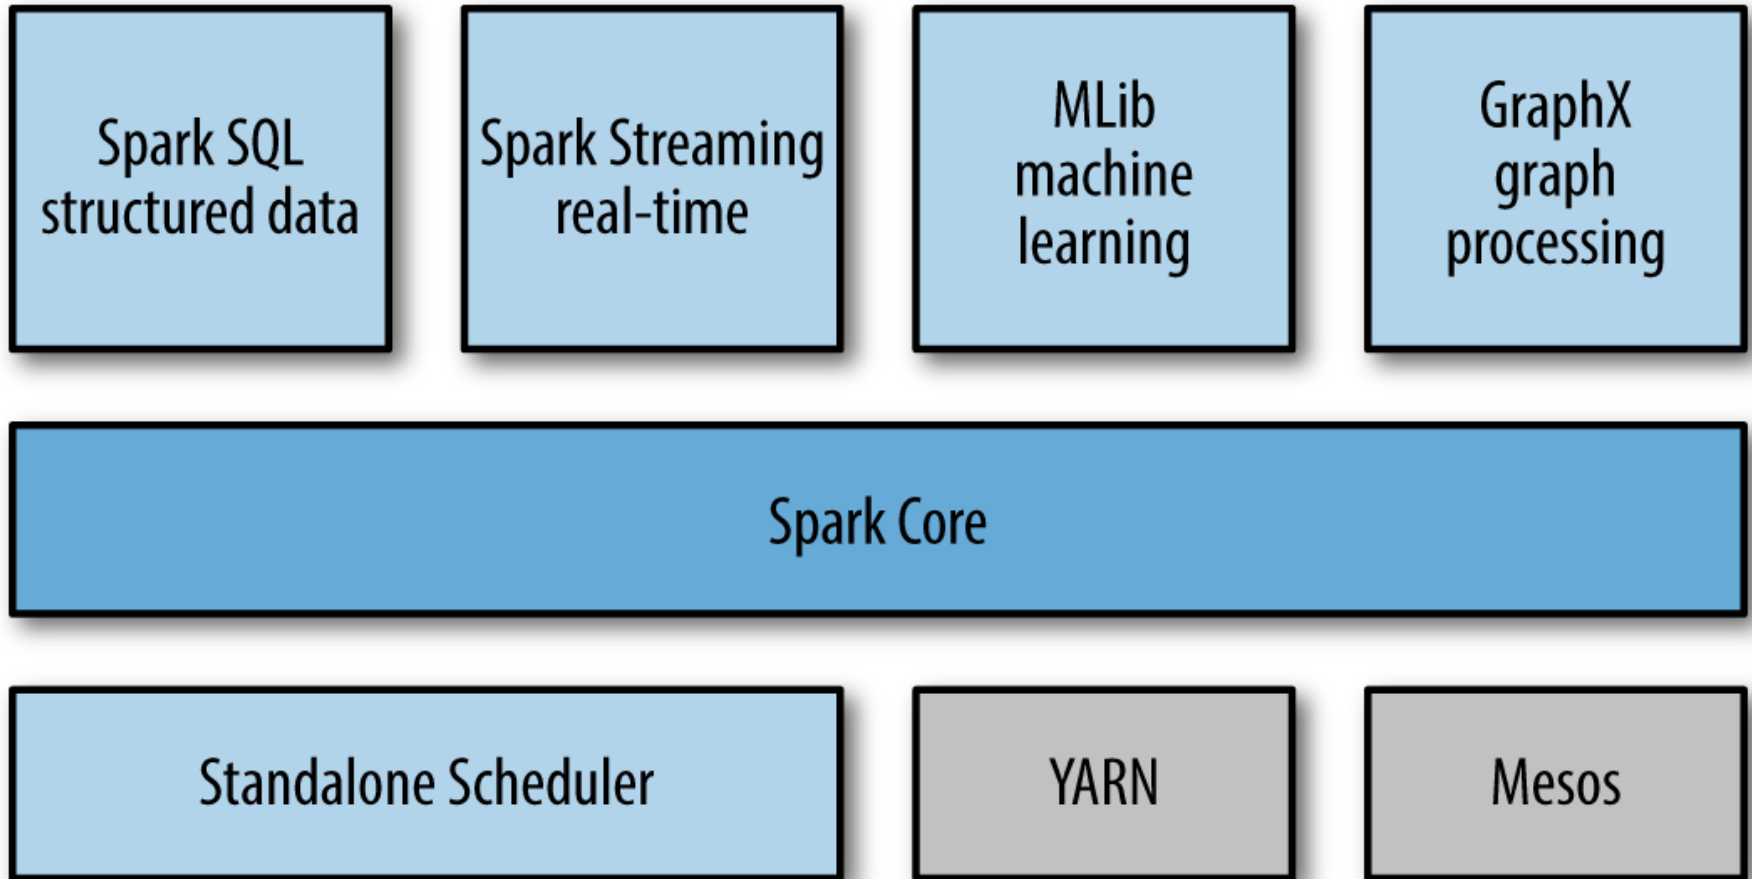 Spark SQL
structured data
Spark Streaming
real-time
MLib
machine
learning
GraphX
graph
processing
Spark Core
Standalone Scheduler
YARN
Mesos